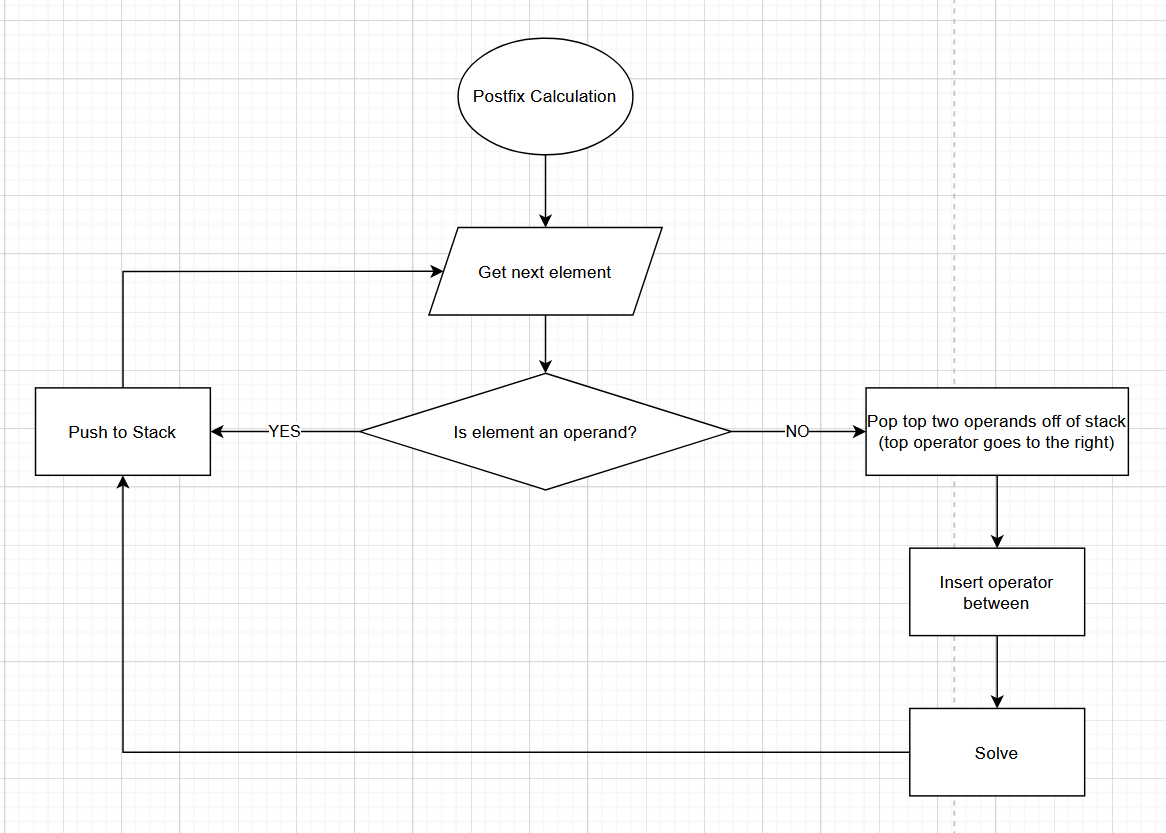 Postfix Calculation
Get next element
Push to Stack
YES
Is element an operand?
NO
Pop top two operands off of stack
(top operator goes to the right)
Insert operator
between
Solve